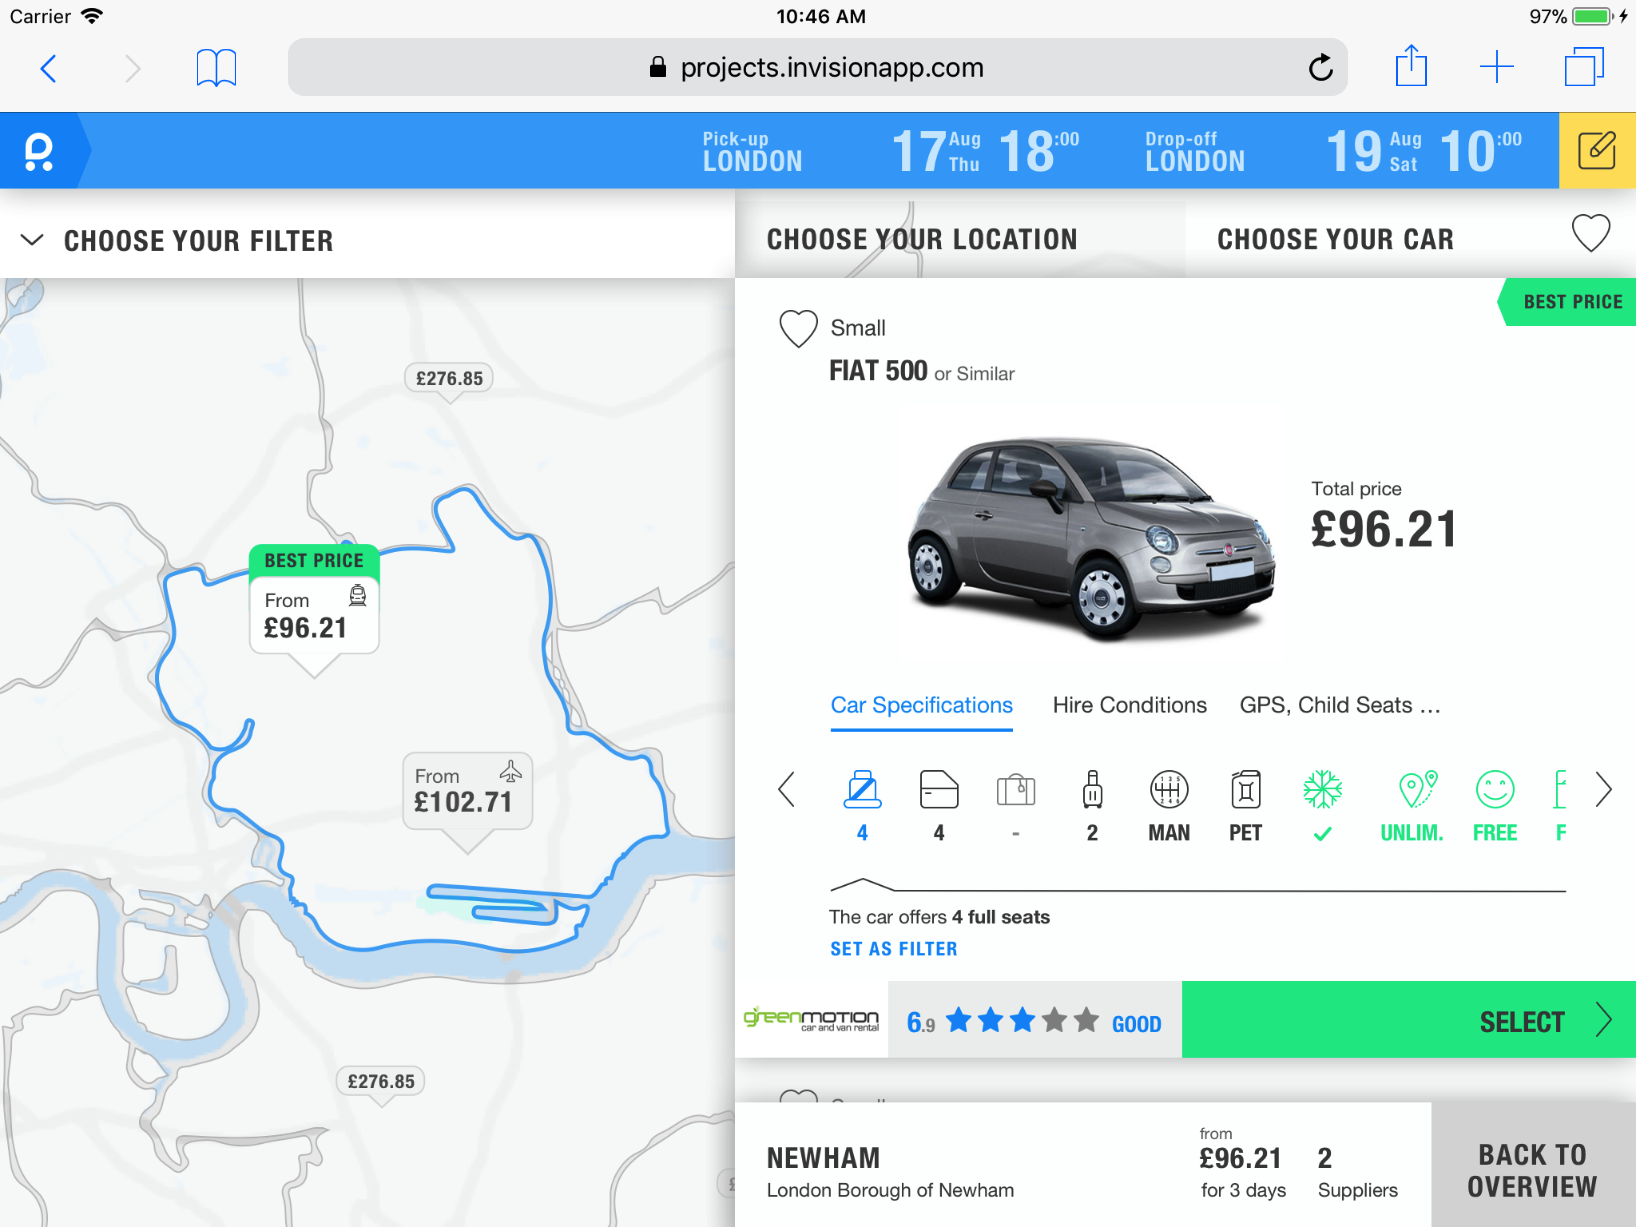 Carrier
10:46 AM
97%
projects.invisionapp.com
Pick-up
LONDON
17 Aug Thu 18:00
Drop-off
LONDON
19 Aug Sat 10:00
CHOOSE YOUR FILTER
CHOOSE YOUR LOCATION
CHOOSE YOUR CAR
BEST PRICE
Small
FIAT 500 or Similar
Total price
£96.21
Car Specifications
Hire Conditions
GPS, Child Seats ...
4
4
-
2
MAN
PET
UNLIM.
FREE
F
The car offers 4 full seats
SET AS FILTER
greenmotion
car and van rental
6.9
GOOD
SELECT
NEWHAM
London Borough of Newham
from
£96.21
for 3 days
2
Suppliers
BACK TO
OVERVIEW
£276.85
BEST PRICE
From
£96.21
From
£102.71
£276.85